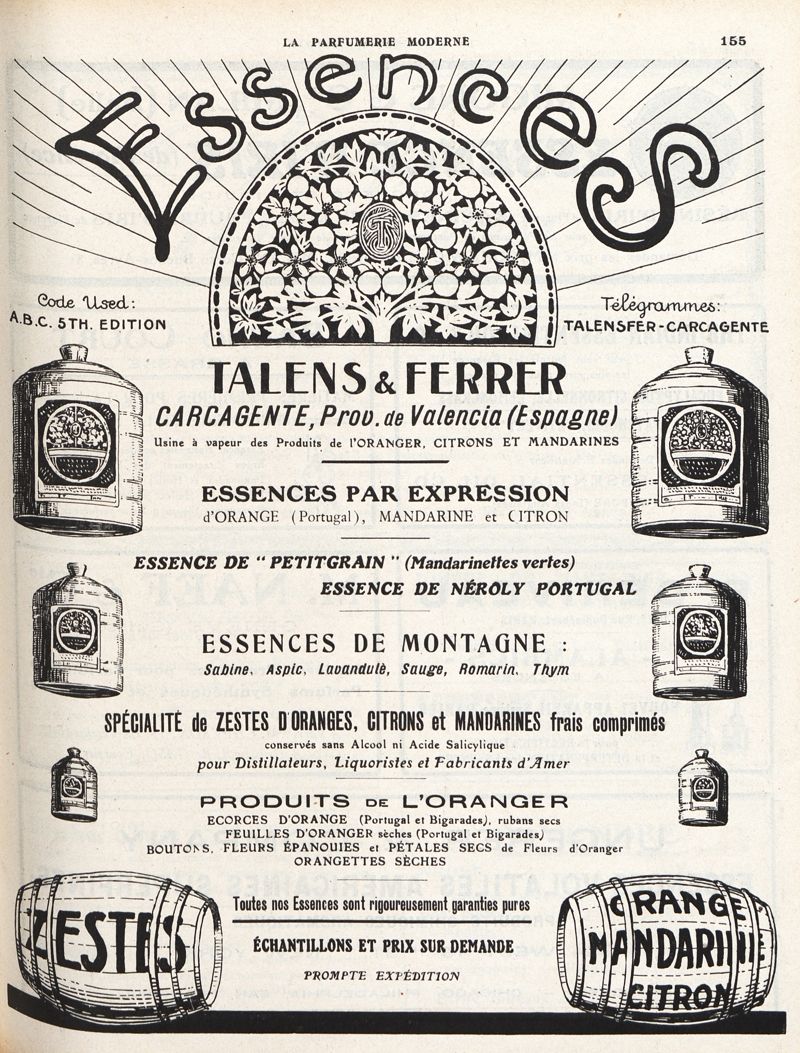 LA PARFUMERIE MODERNE
155
Essences
Code Used:
A.B.C. 5TH. EDITION
Télégrammes:
TALENSFER-CARCAGENTE
TALENS & FERRER
CARCAGENTE, Prov. de Valencia (Espagne)
Usine à vapeur des Produits de l'ORANGER, CITRONS ET MANDARINES
ESSENCES PAR EXPRESSION
d'ORANGE (Portugal), MANDARINE et CITRON
ESSENCE DE "PETITGRAIN" (Mandarinettes vertes)
ESSENCE DE NÉROLY PORTUGAL
ESSENCES DE MONTAGNE :
Sabine, Aspic, Lavandulè, Sauge, Romarin, Thym
SPÉCIALITÉ de ZESTES D'ORANGES, CITRONS et MANDARINES frais comprimés
conservés sans Alcool ni Acide Salicylique
pour Distillateurs, Liquoristes et Fabricants d'Amer
PRODUITS DE L'ORANGER
ECORCES D'ORANGE (Portugal et Bigarades), rubans secs
FEUILLES D'ORANGER sèches (Portugal et Bigarades)
BOUTONS, FLEURS ÉPANOUIES et PÉTALES SECS de Fleurs d'Oranger
ORANGETTES SÈCHES
Toutes nos Essences sont rigoureusement garanties pures
ÉCHANTILLONS ET PRIX SUR DEMANDE
PROMPTE EXPÉDITION
ZESTES
ORANGE
MANDARINE
CITRON